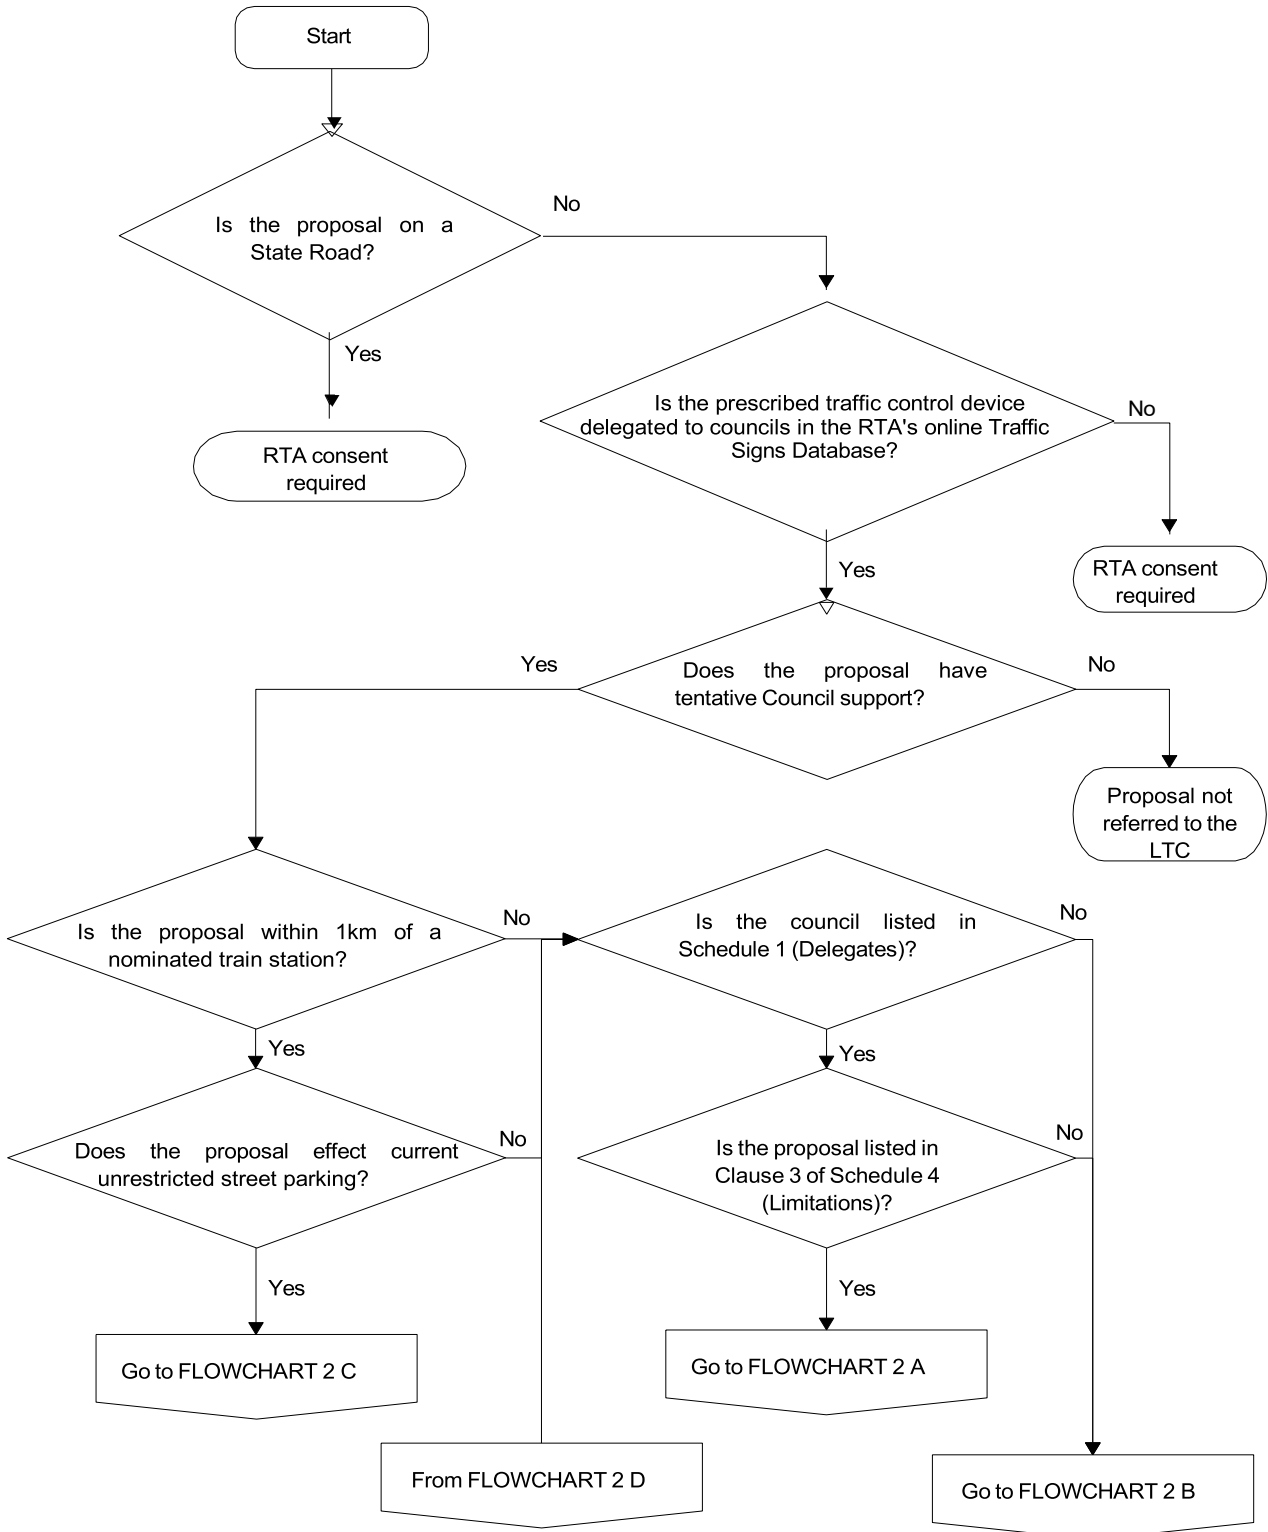 Start
No
Is the proposal on a
State Road?
Yes
RTA consent
required
Is the prescribed traffic control device
delegated to councils in the RTA's online Traffic
Signs Database?
No
RTA consent
required
Yes
Does the proposal have
tentative Council support?
Yes
No
Proposal not
referred to the
LTC
Is the proposal within 1km of a
nominated train station?
No
Is the council listed in
Schedule 1 (Delegates)?
No
Yes
Yes
Does the proposal effect current
unrestricted street parking?
No
Is the proposal listed in
Clause 3 of Schedule 4
(Limitations)?
No
Yes
Yes
Go to FLOWCHART 2 C
Go to FLOWCHART 2 A
From FLOWCHART 2 D
Go to FLOWCHART 2 B